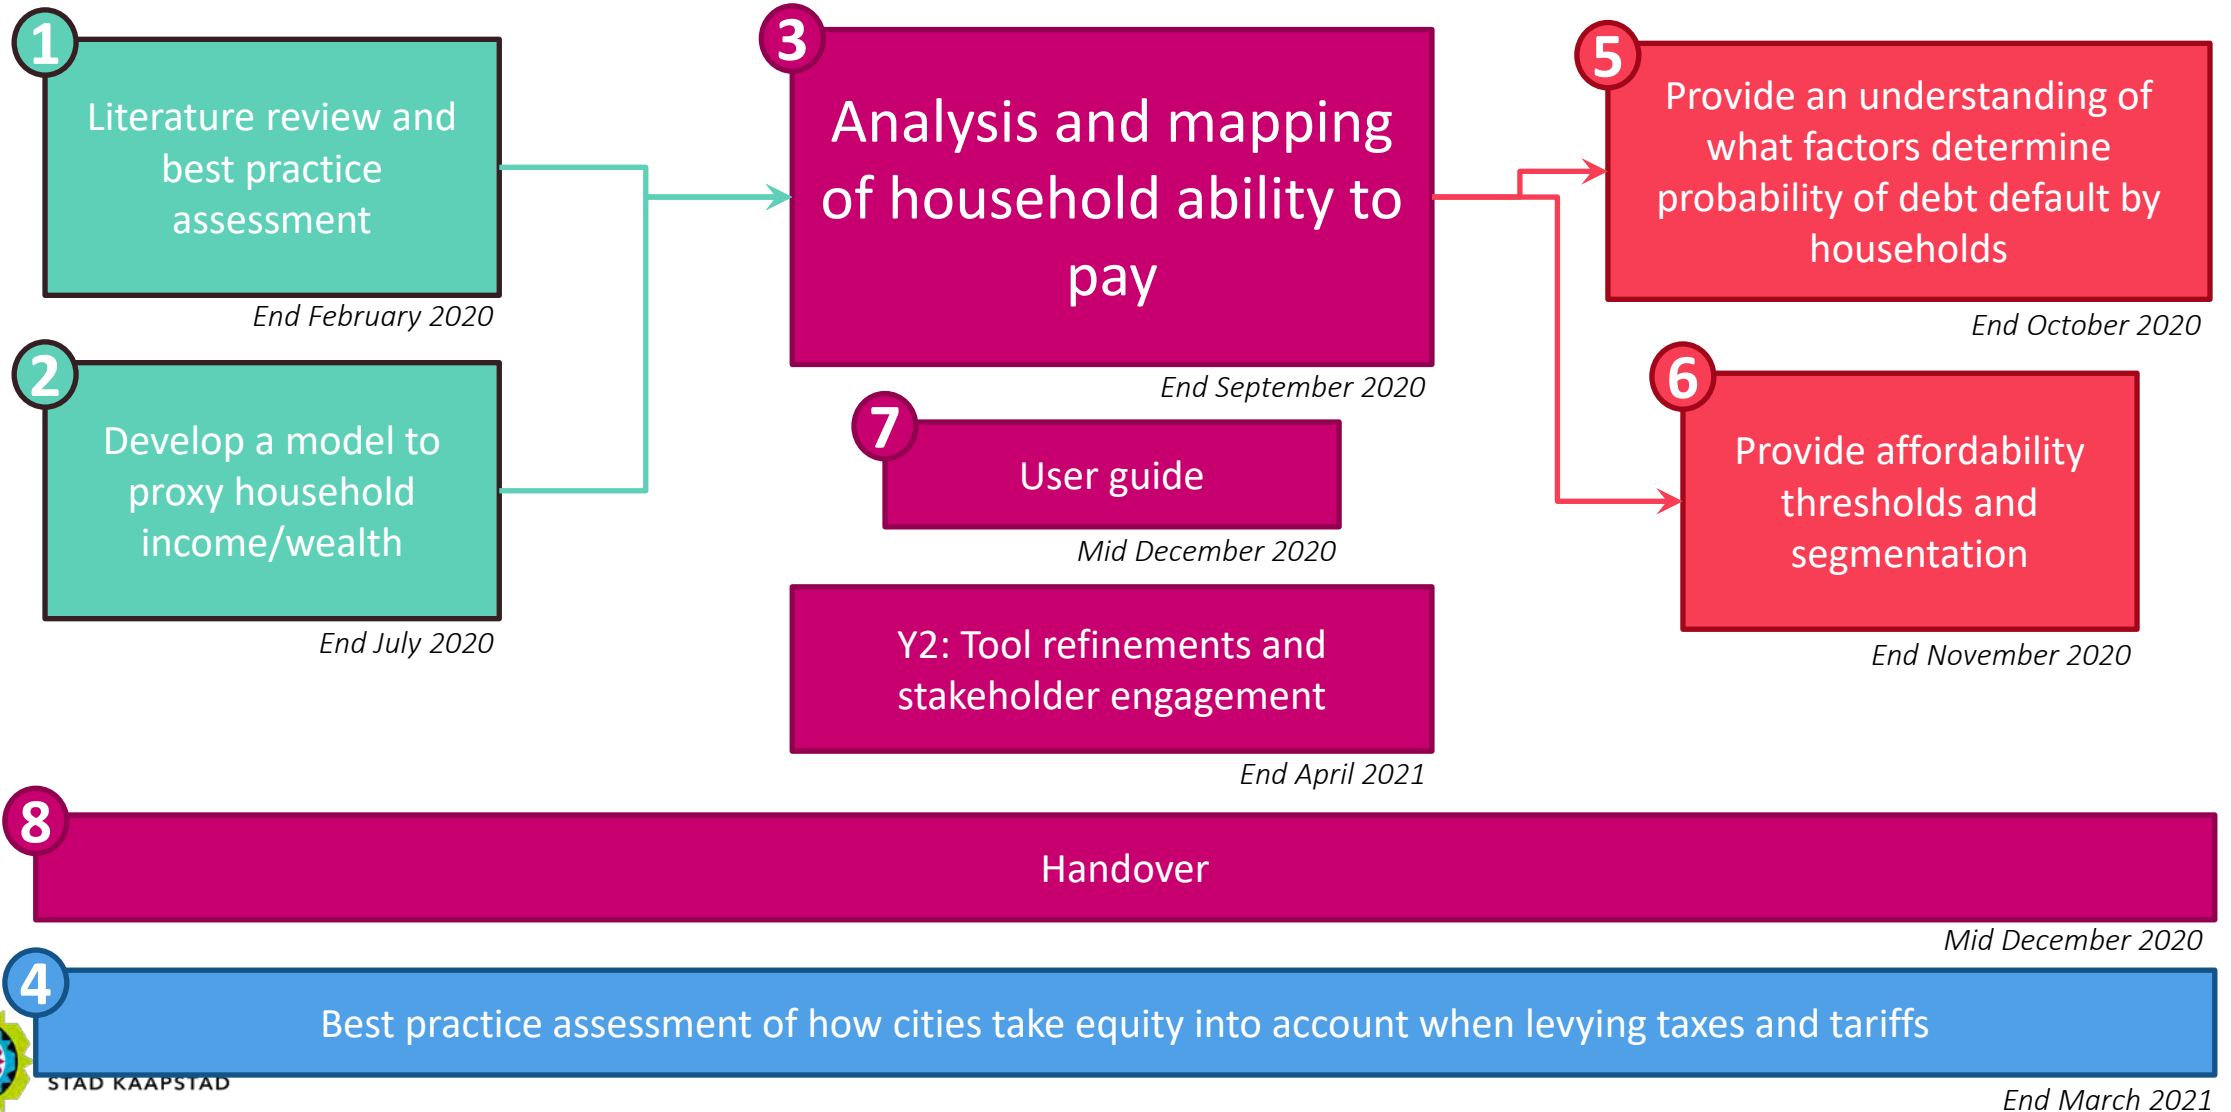 1
Literature review and
best practice
assessment
End February 2020
2
Develop a model to
proxy household
income/wealth
End July 2020
3
Analysis and mapping
of household ability to
pay
End September 2020
7
User guide
Mid December 2020
Y2: Tool refinements and
stakeholder engagement
End April 2021
5
Provide an understanding of
what factors determine
probability of debt default by
households
End October 2020
6
Provide affordability
thresholds and
segmentation
End November 2020
8
Handover
Mid December 2020
4
Best practice assessment of how cities take equity into account when levying taxes and tariffs
STAD KAAPSTAD
End March 2021